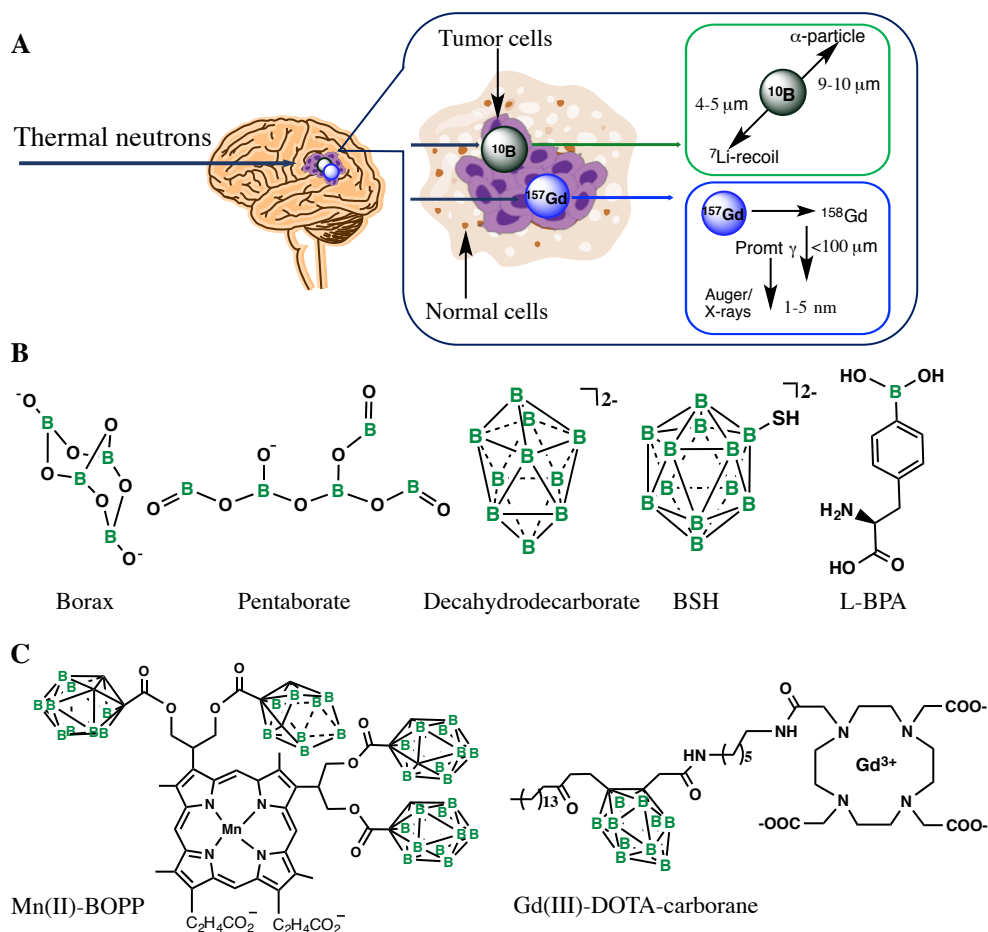 A
Tumor cells
Thermal neutrons
Normal cells
10B
157Gd
α-particle
9-10 μm
10B
4-5 μm
7Li-recoil
157Gd
158Gd
Promt γ
<100 μm
Auger/
X-rays
1-5 nm
B
-O
B
O
O
O
B
B
O
O
B
O-
Borax
O
B
O-
O
O
B
O
B
O
B
O
B
O
Pentaborate
2-
B
B
B
B
B
B
B
B
B
B
Decahydrodecarborate
2-
SH
B
B
B
B
B
B
B
B
B
B
B
B
BSH
HO
OH
B
H2N
HO
O
L-BPA
C
B
B
B
B
B
B
B
B
B
O
O
O
O
B
B
B
B
B
B
B
B
B
O
O
B
B
B
B
B
B
B
B
B
O
O
B
B
B
B
B
B
B
B
B
N
N
Mn
N
N
C2H4CO2-
C2H4CO2-
Mn(II)-BOPP
13
O
B
B
B
B
B
B
B
B
B
B
O
NH
5
NH
O
N
N
N
N
Gd3+
COO-
-OOC
COO-
Gd(III)-DOTA-carborane